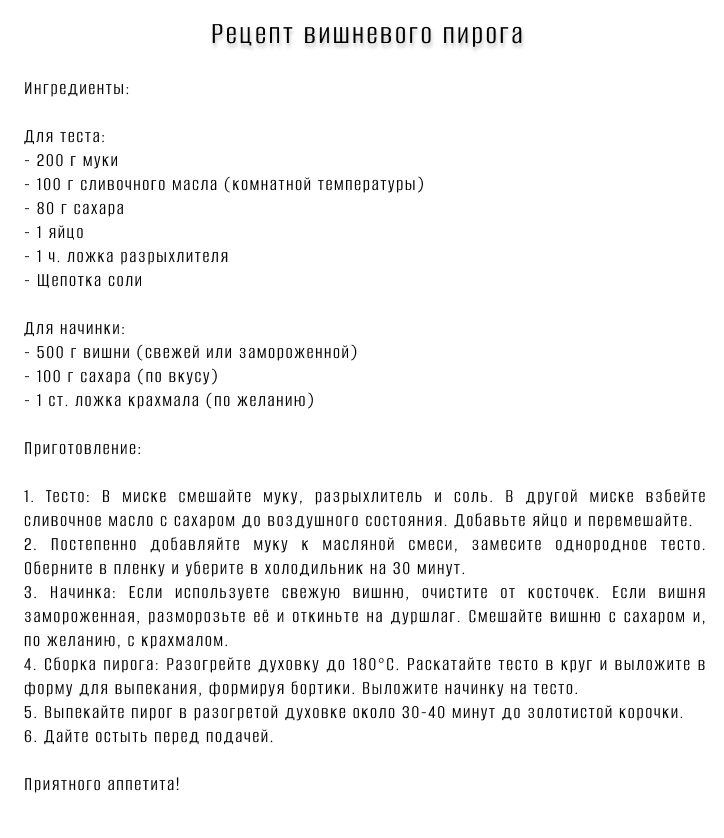 Рецепт вишневого пирога
Ингредиенты:
Для теста:
- 200 г муки
- 100 г сливочного масла (комнатной температуры)
- 80 г сахара
- 1 яйцо
- 1 ч. ложка разрыхлителя
- Щепотка соли
Для начинки:
- 500 г вишни (свежей или замороженной)
- 100 г сахара (по вкусу)
- 1 ст. ложка крахмала (по желанию)
Приготовление:
1. Тесто: В миске смешайте муку, разрыхлитель и соль. В другой миске взбейте
сливочное масло с сахаром до воздушного состояния. Добавьте яйцо и перемешайте.
2. Постепенно добавляйте муку к масляной смеси, замесите однородное тесто.
Оберните в пленку и уберите в холодильник на 30 минут.
3. Начинка: Если используете свежую вишню, очистите от косточек. Если вишня
замороженная, разморозьте её и откиньте на дуршлаг. Смешайте вишню с сахаром и,
по желанию, с крахмалом.
4. Сборка пирога: Разогрейте духовку до 180°C. Раскатайте тесто в круг и выложите в
форму для выпекания, формируя бортики. Выложите начинку на тесто.
5. Выпекайте пирог в разогретой духовке около 30-40 минут до золотистой корочки.
6. Дайте остыть перед подачей.
Приятного аппетита!